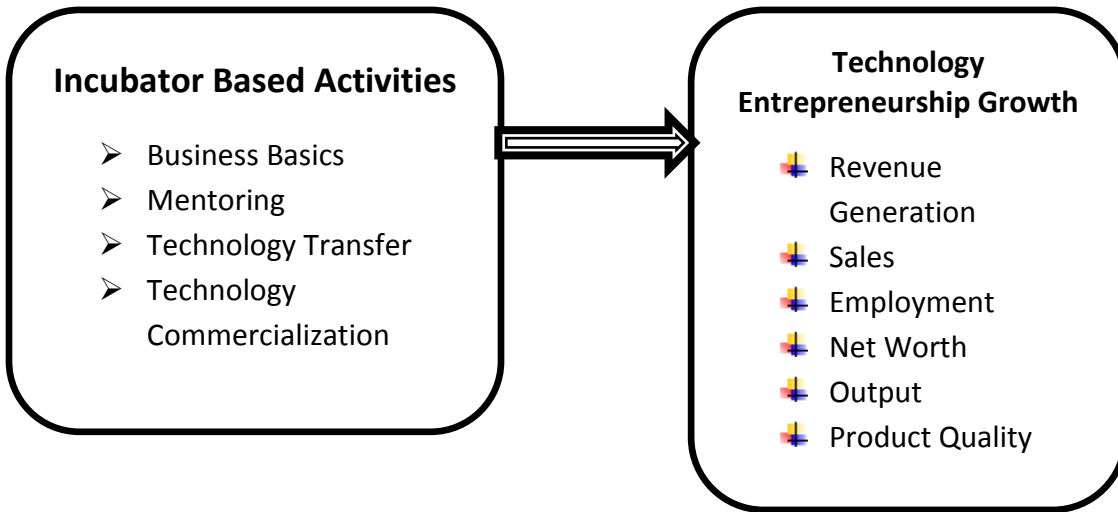 Incubator Based Activities
Business Basics
Mentoring
Technology Transfer
Technology
Commercialization
Technology
Entrepreneurship Growth
Revenue
Generation
Sales
Employment
Net Worth
Output
Product Quality